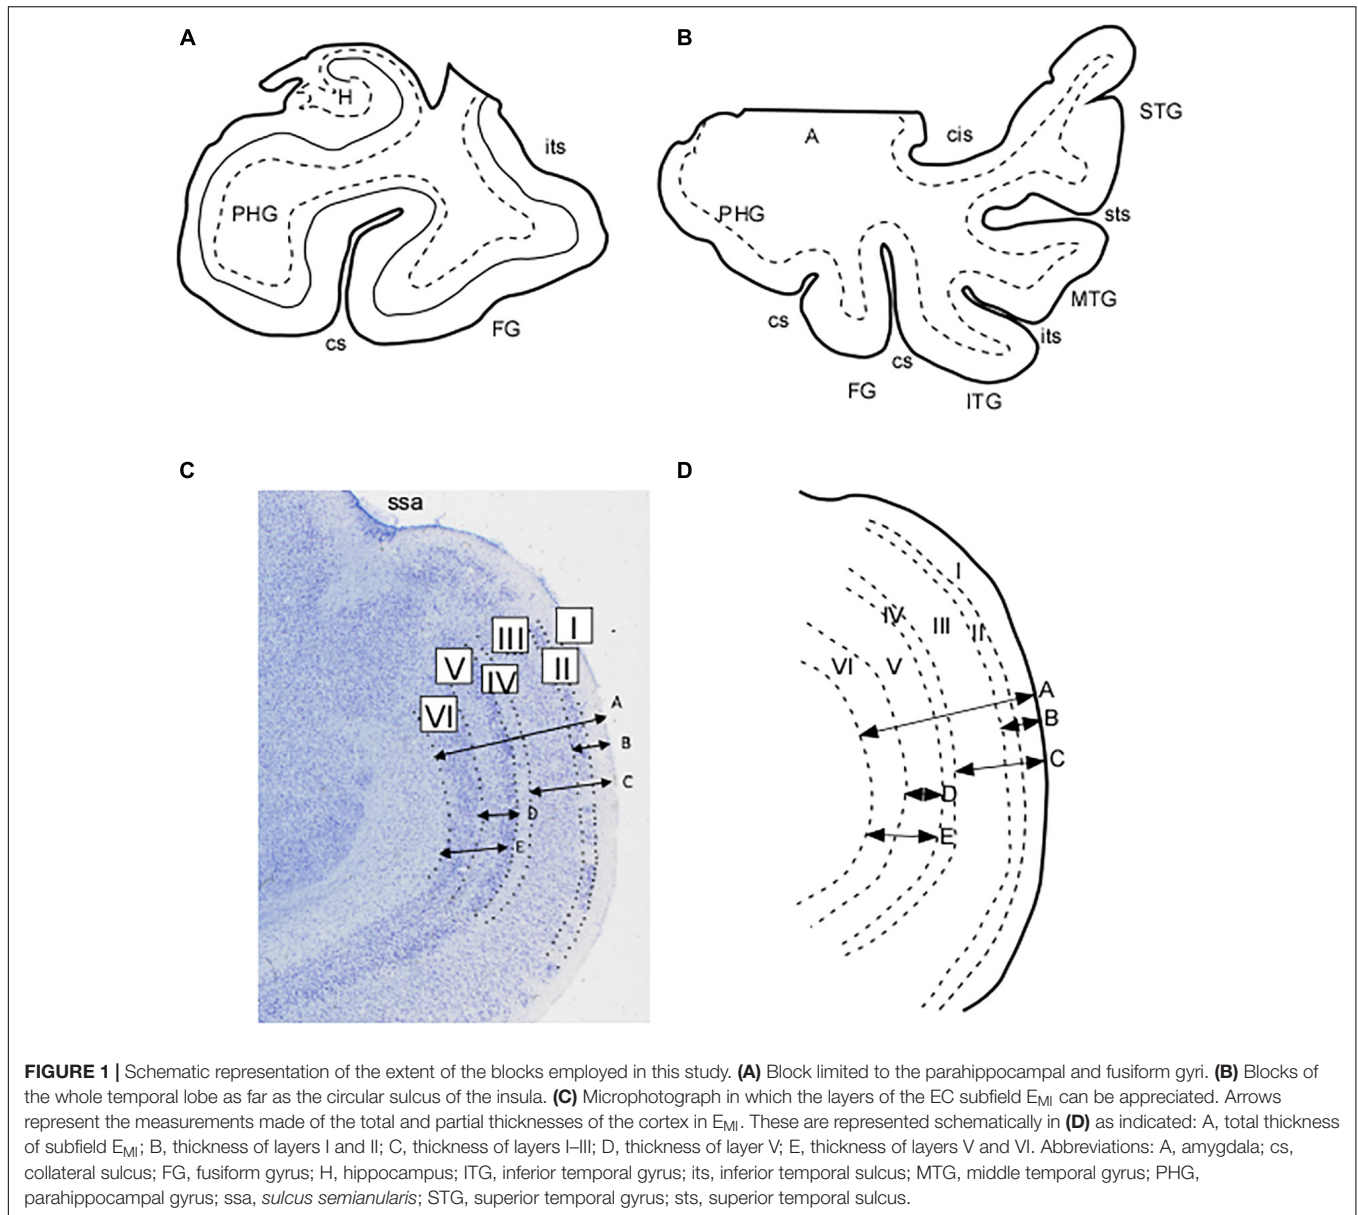 A
H
PHG
its
FG
cs
B
A
cis
STG
PHG
sts
MTG
its
cs
cs
FG
ITG
C
ssa
I
III
II
V
IV
VI
A
B
C
D
E
D
I
IV
III
II
VI
V
A
B
C
D
E
FIGURE 1 | Schematic representation of the extent of the blocks employed in this study. (A) Block limited to the parahippocampal and fusiform gyri. (B) Blocks of
the whole temporal lobe as far as the circular sulcus of the insula. (C) Microphotograph in which the layers of the EC subfield EMI can be appreciated. Arrows
represent the measurements made of the total and partial thicknesses of the cortex in EMI. These are represented schematically in (D) as indicated: A, total thickness
of subfield EMI; B, thickness of layers I and II; C, thickness of layers I–III; D, thickness of layer V; E, thickness of layers V and VI. Abbreviations: A, amygdala; cs,
collateral sulcus; FG, fusiform gyrus; H, hippocampus; ITG, inferior temporal gyrus; its, inferior temporal sulcus; MTG, middle temporal gyrus; PHG,
parahippocampal gyrus; ssa, sulcus semianularis; STG, superior temporal gyrus; sts, superior temporal sulcus.